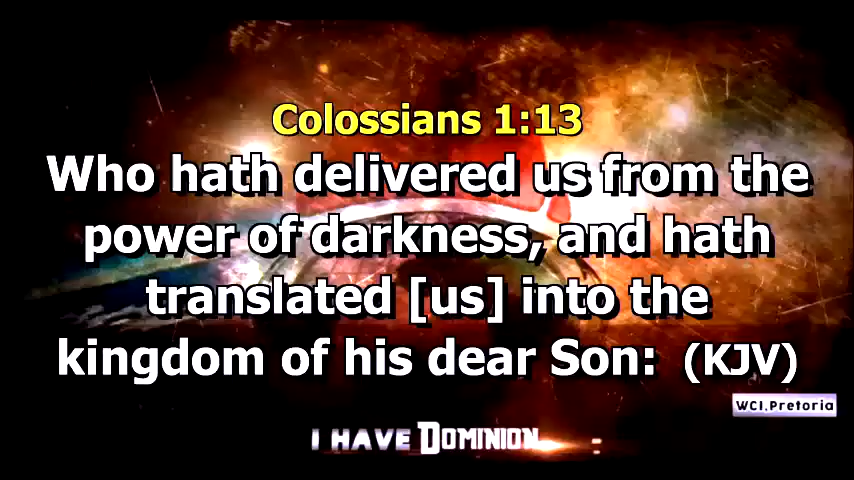 Colossians 1:13
Who hath delivered us from the
power of darkness, and hath
translated [us] into the
kingdom of his dear Son: (KJV)
WCI.Pretoria
I HAVE DOMINION